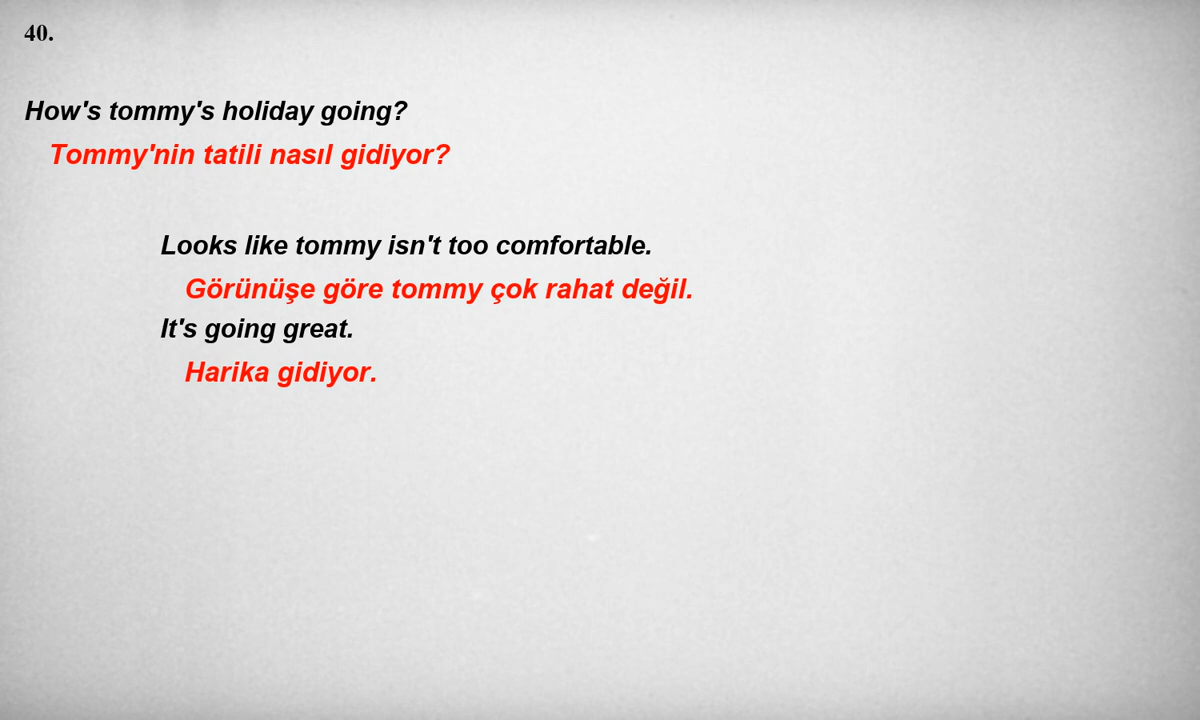 40.
How's tommy's holiday going?
Tommy'nin tatili nasıl gidiyor?
Looks like tommy isn't too comfortable.
Görünüşe göre tommy çok rahat değil.
It's going great.
Harika gidiyor.